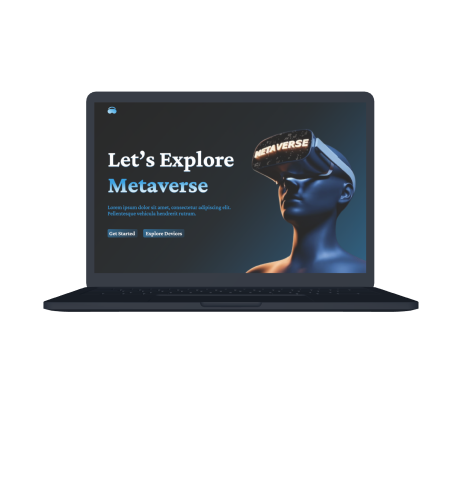 Let's Explore
Metaverse
Lorem ipsum dolor sit amet, consectetur adipiscing elit.
Pellentesque vehicula hendrerit rutrum.
Get Started
Explore Devices
METAVERSE